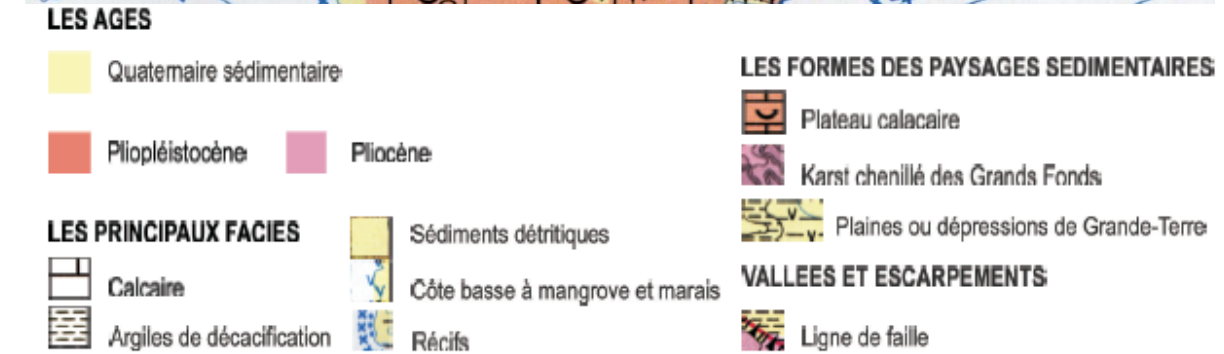 LES AGES
Quaternaire sédimentaire
Pliopléistocène
Pliocène
LES PRINCIPAUX FACIES
Calcaire
Argiles de décacification
Sédiments détritiques
Côte basse à mangrove et marais
Récifs
LES FORMES DES PAYSAGES SEDIMENTAIRES
Plateau calacaire
Karst chenillé des Grands Fonds
Plaines ou dépressions de Grande-Terre
VALLEES ET ESCARPEMENTS
Ligne de faille